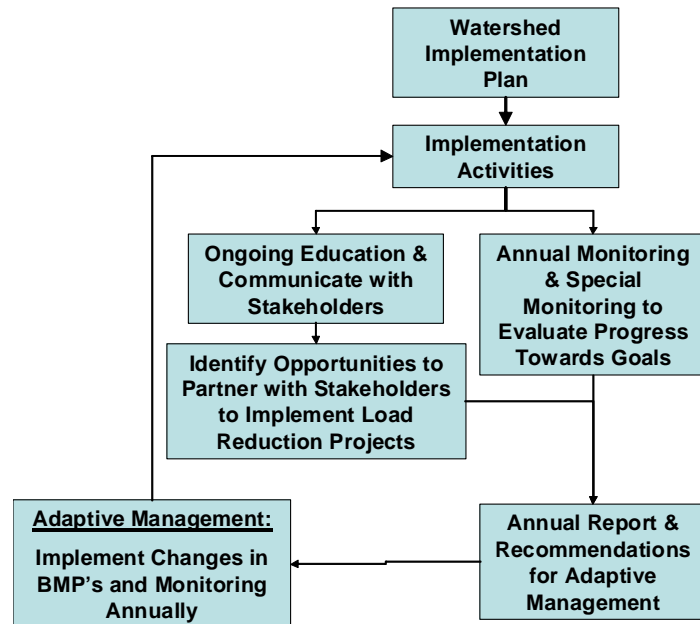 Watershed
Implementation
Plan
Implementation
Activities
Ongoing Education &
Communicate with
Stakeholders
Annual Monitoring
& Special
Monitoring to
Evaluate Progress
Towards Goals
Identify Opportunities to
Partner with Stakeholders
to Implement Load
Reduction Projects
Adaptive Management:
Implement Changes in
BMP's and Monitoring
Annually
Annual Report &
Recommendations
for Adaptive
Management